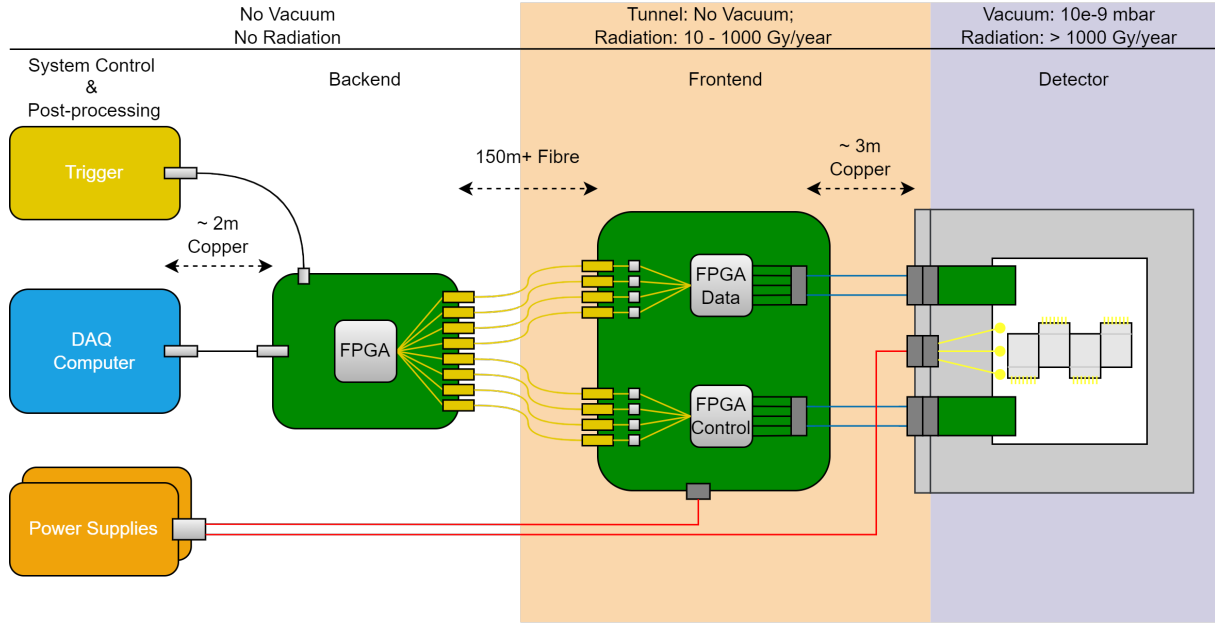 No Vacuum
No Radiation
Tunnel: No Vacuum;
Radiation: 10 - 1000 Gy/year
Vacuum: 10e-9 mbar
Radiation: > 1000 Gy/year
System Control
&
Post-processing
Backend
Frontend
Detector
Trigger
~ 2m
Copper
150m+ Fibre
~ 3m
Copper
DAQ
Computer
FPGA
FPGA
Data
FPGA
Control
Power Supplies